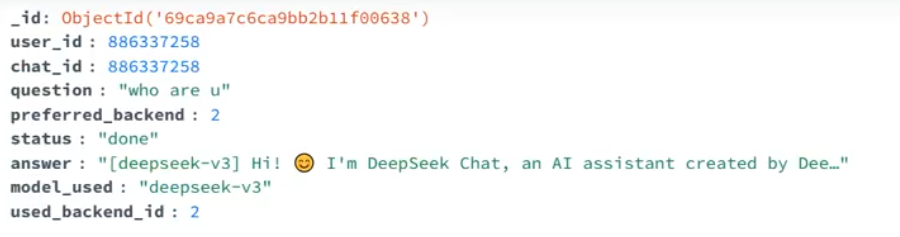 _id: ObjectId('69ca9a7c6ca9bb2b11f00638')
user_id : 886337258
chat_id : 886337258
question : "who are u"
preferred_backend : 2
status : "done"
answer : "[deepseek-v3] Hi! 😊 I'm DeepSeek Chat, an AI assistant created by Dee…"
model_used : "deepseek-v3"
used_backend_id : 2